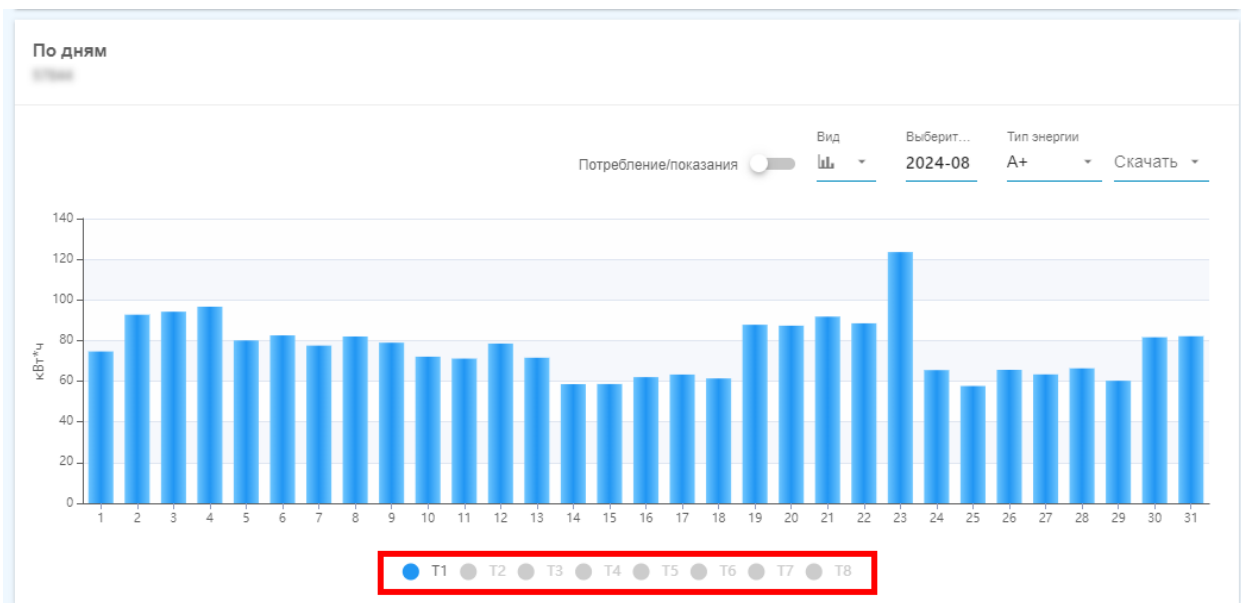 По дням
Вид
Выберит...
Тип энергии
Потребление/показания
2024-08
A+
Скачать
140
120
100
80
60
40
20
0
кВт*ч
1 2 3 4 5 6 7 8 9 10 11 12 13 14 15 16 17 18 19 20 21 22 23 24 25 26 27 28 29 30 31
T1 T2 T3 T4 T5 T6 T7 T8